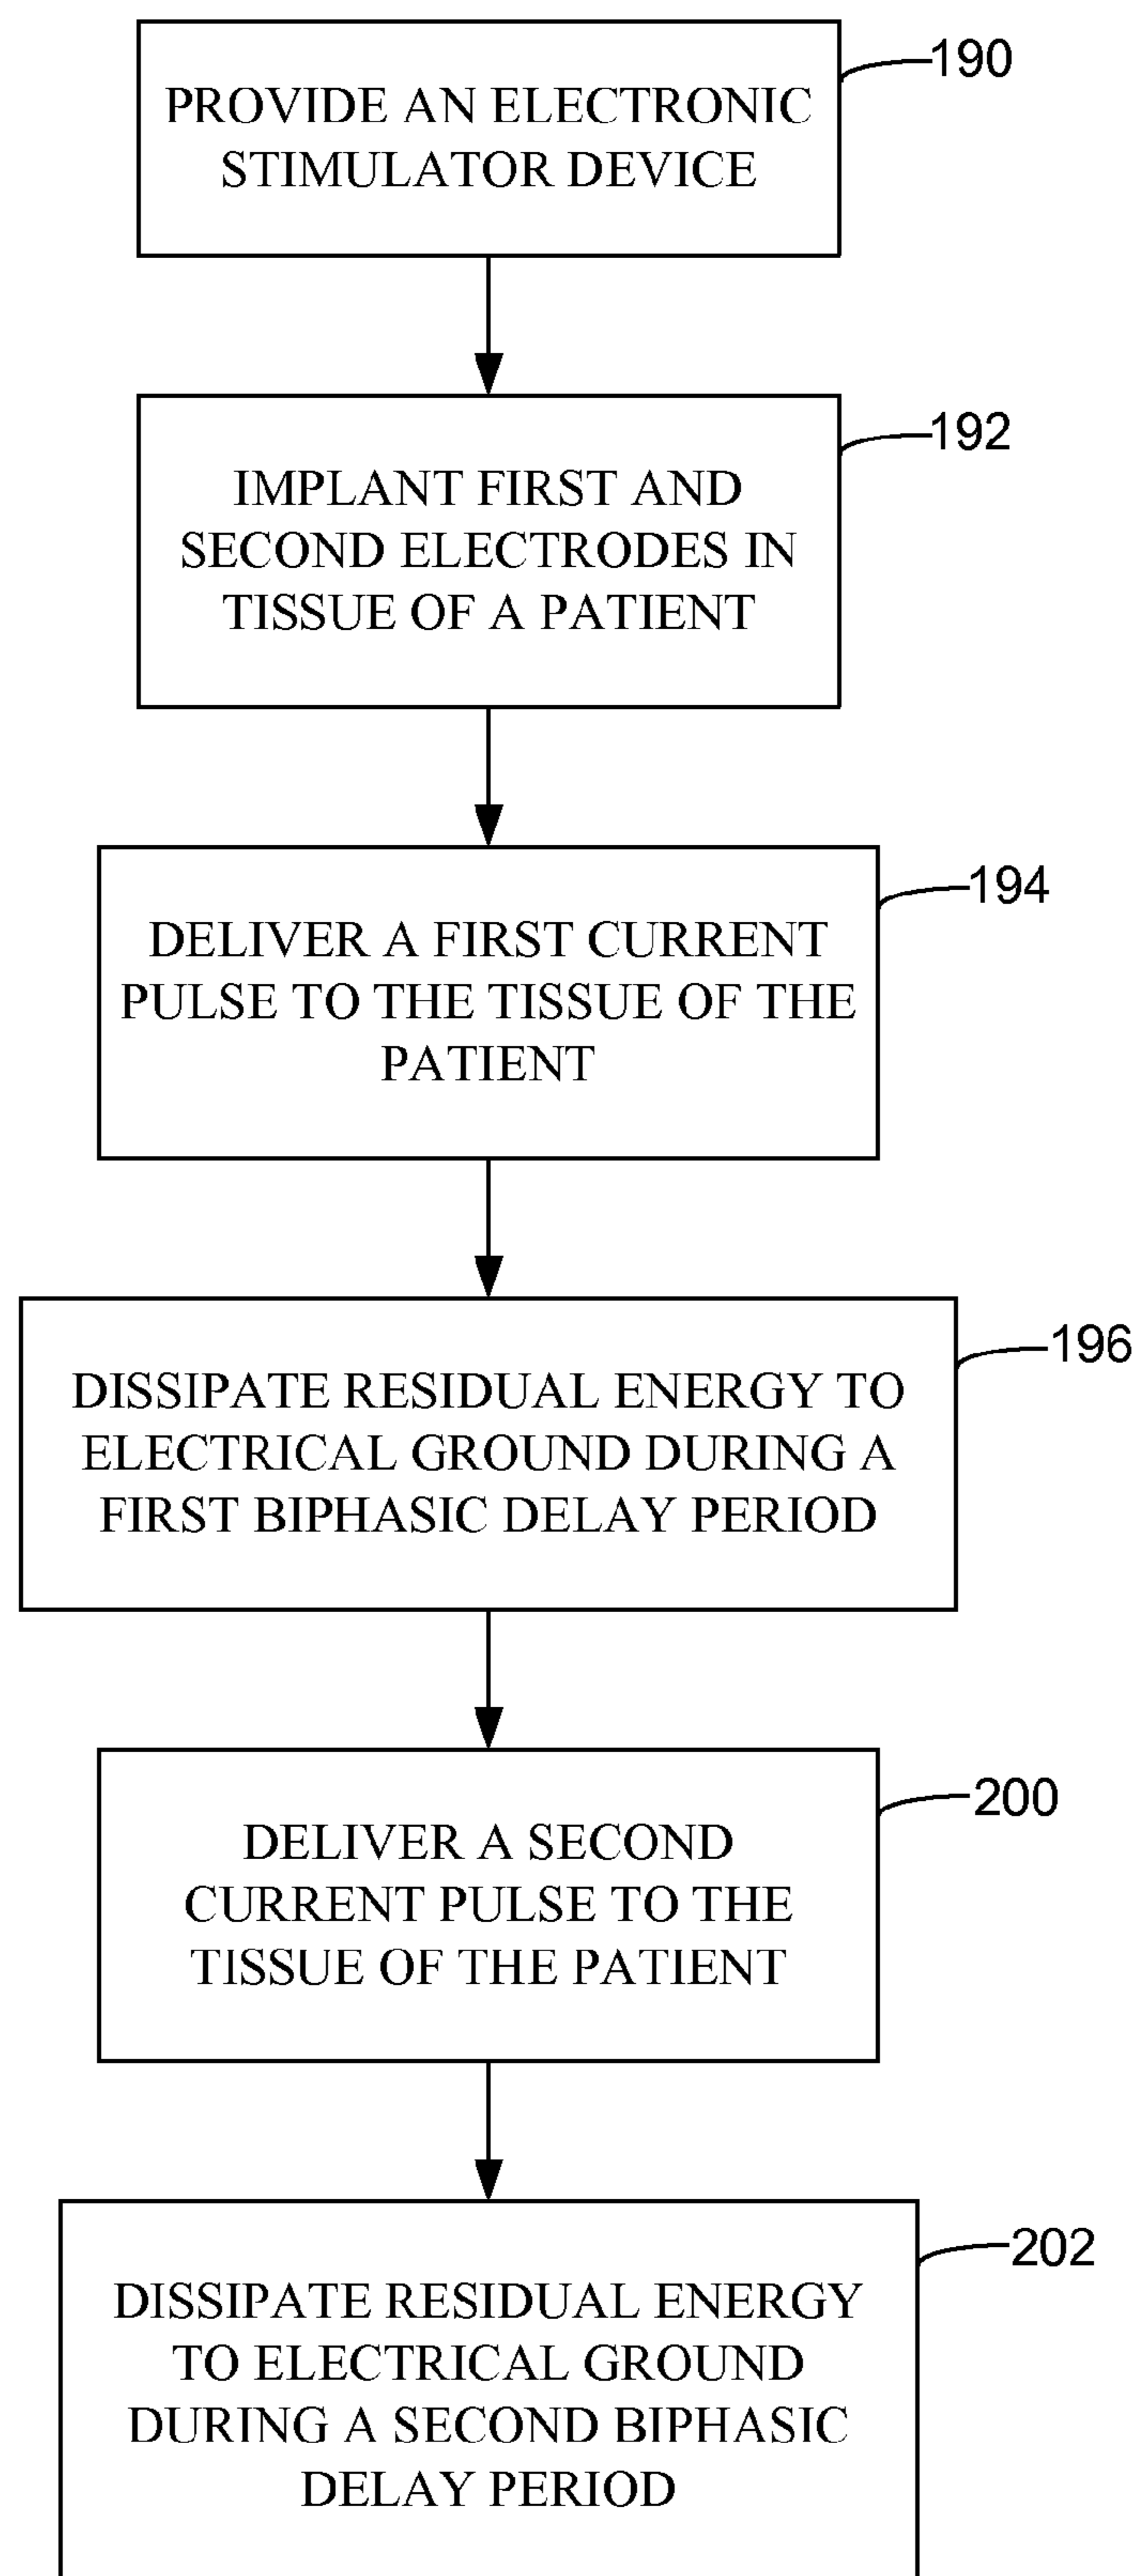 190
PROVIDE AN ELECTRONIC
STIMULATOR DEVICE
192
IMPLANT FIRST AND
SECOND ELECTRODES IN
TISSUE OF A PATIENT
194
DELIVER A FIRST CURRENT
PULSE TO THE TISSUE OF THE
PATIENT
196
DISSIPATE RESIDUAL ENERGY TO
ELECTRICAL GROUND DURING A
FIRST BIPHASIC DELAY PERIOD
200
DELIVER A SECOND
CURRENT PULSE TO THE
TISSUE OF THE PATIENT
202
DISSIPATE RESIDUAL ENERGY
TO ELECTRICAL GROUND
DURING A SECOND BIPHASIC
DELAY PERIOD